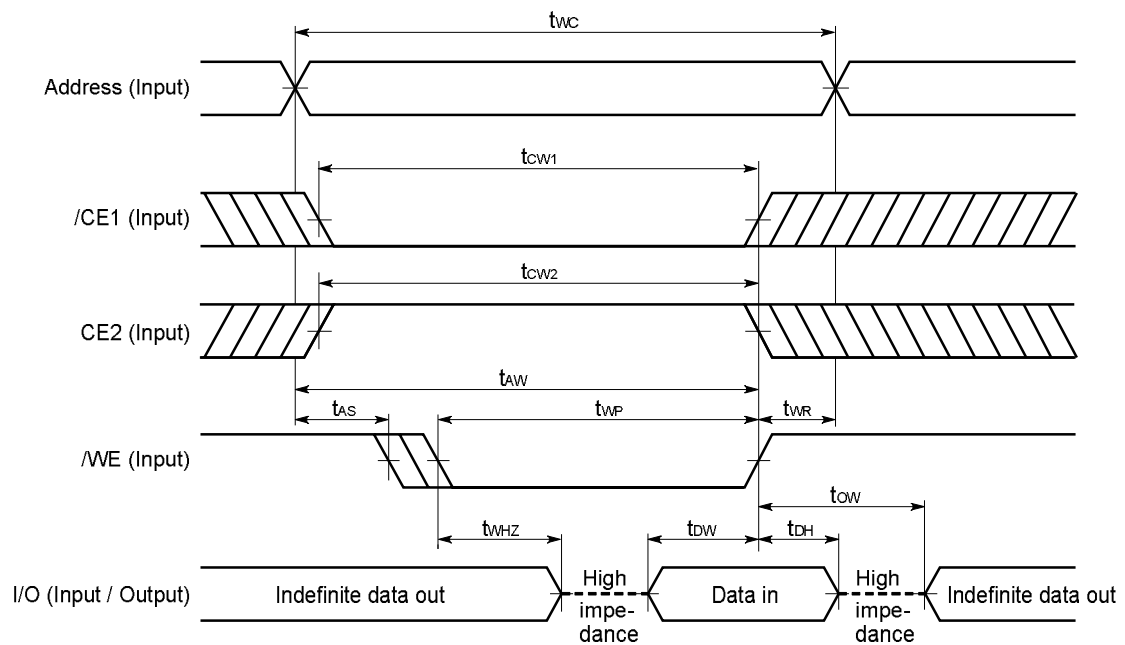 tWC
Address (Input)
tCW1
/CE1 (Input)
tCW2
CE2 (Input)
tAW
tAS
tWP
tWR
/WE (Input)
tOW
tWHZ
tDW
tDH
I/O (Input / Output)
Indefinite data out
High
impe-
dance
Data in
High
impe-
dance
Indefinite data out